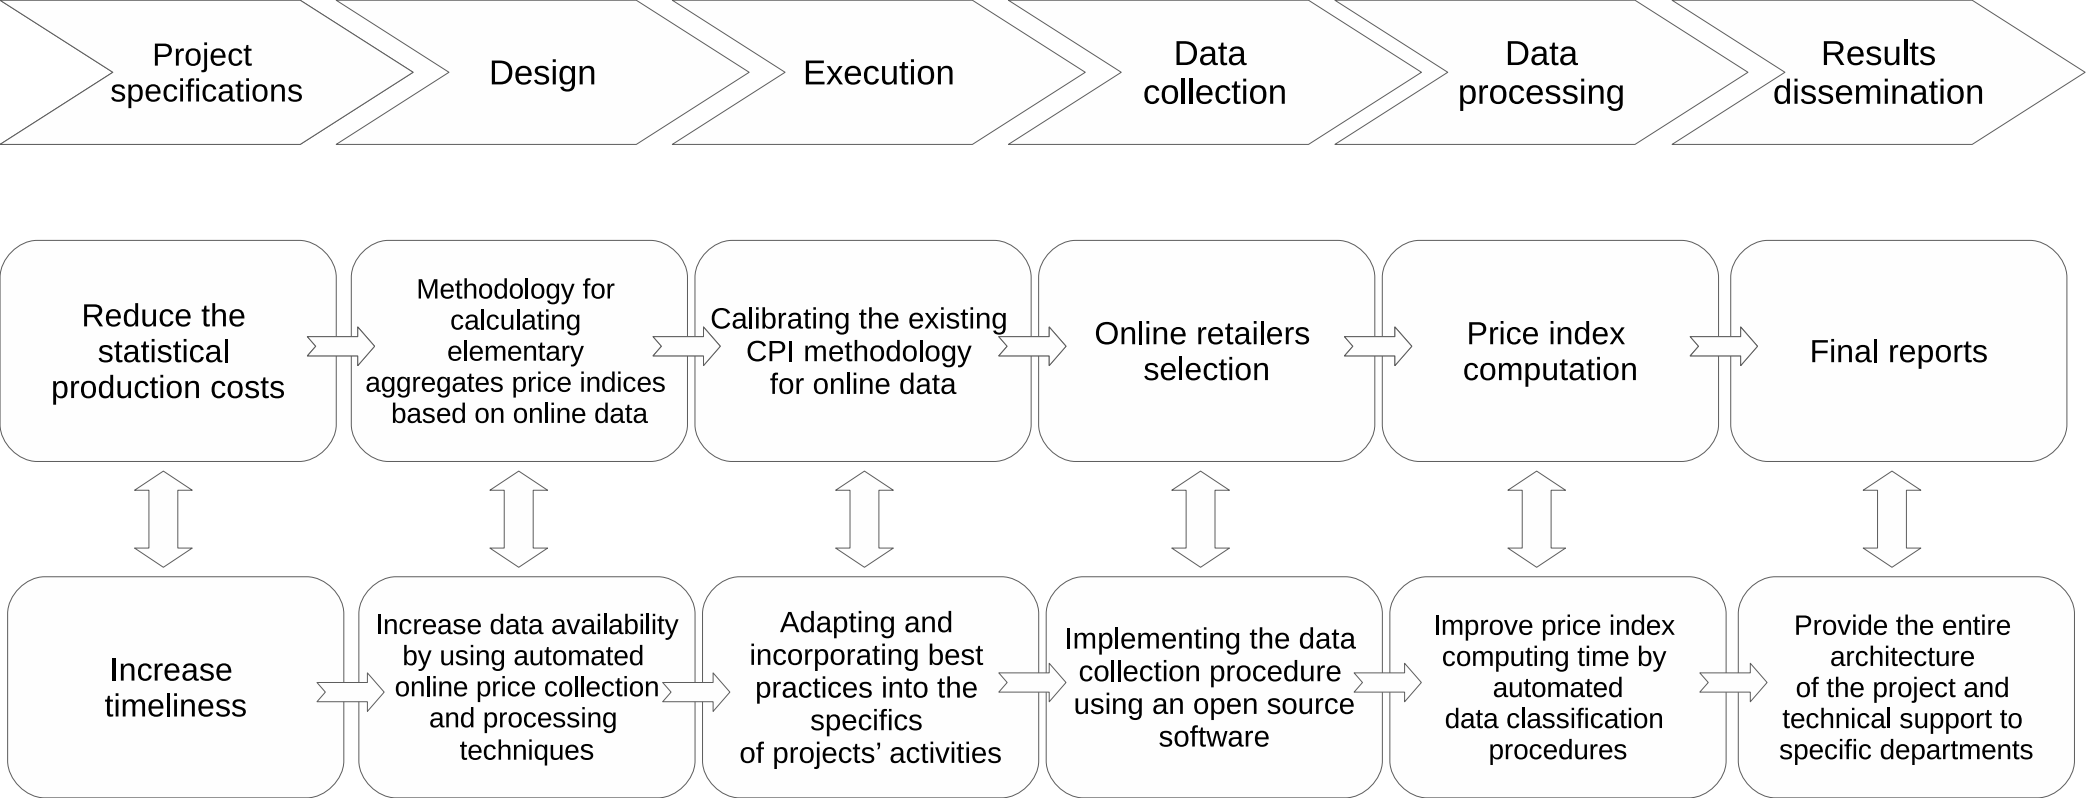 Project
specifications
Design
Execution
Data
collection
Data
processing
Results
dissemination
Reduce the
statistical
production costs
Methodology for
calculating
elementary
aggregates price indices
based on online data
Calibrating the existing
CPI methodology
for online data
Online retailers
selection
Price index
computation
Final reports
Increase
timeliness
Increase data availability
by using automated
online price collection
and processing
techniques
Adapting and
incorporating best
practices into the
specifics
of projects’ activities
Implementing the data
collection procedure
using an open source
software
Improve price index
computing time by
automated
data classification
procedures
Provide the entire
architecture
of the project and
technical support to
specific departments